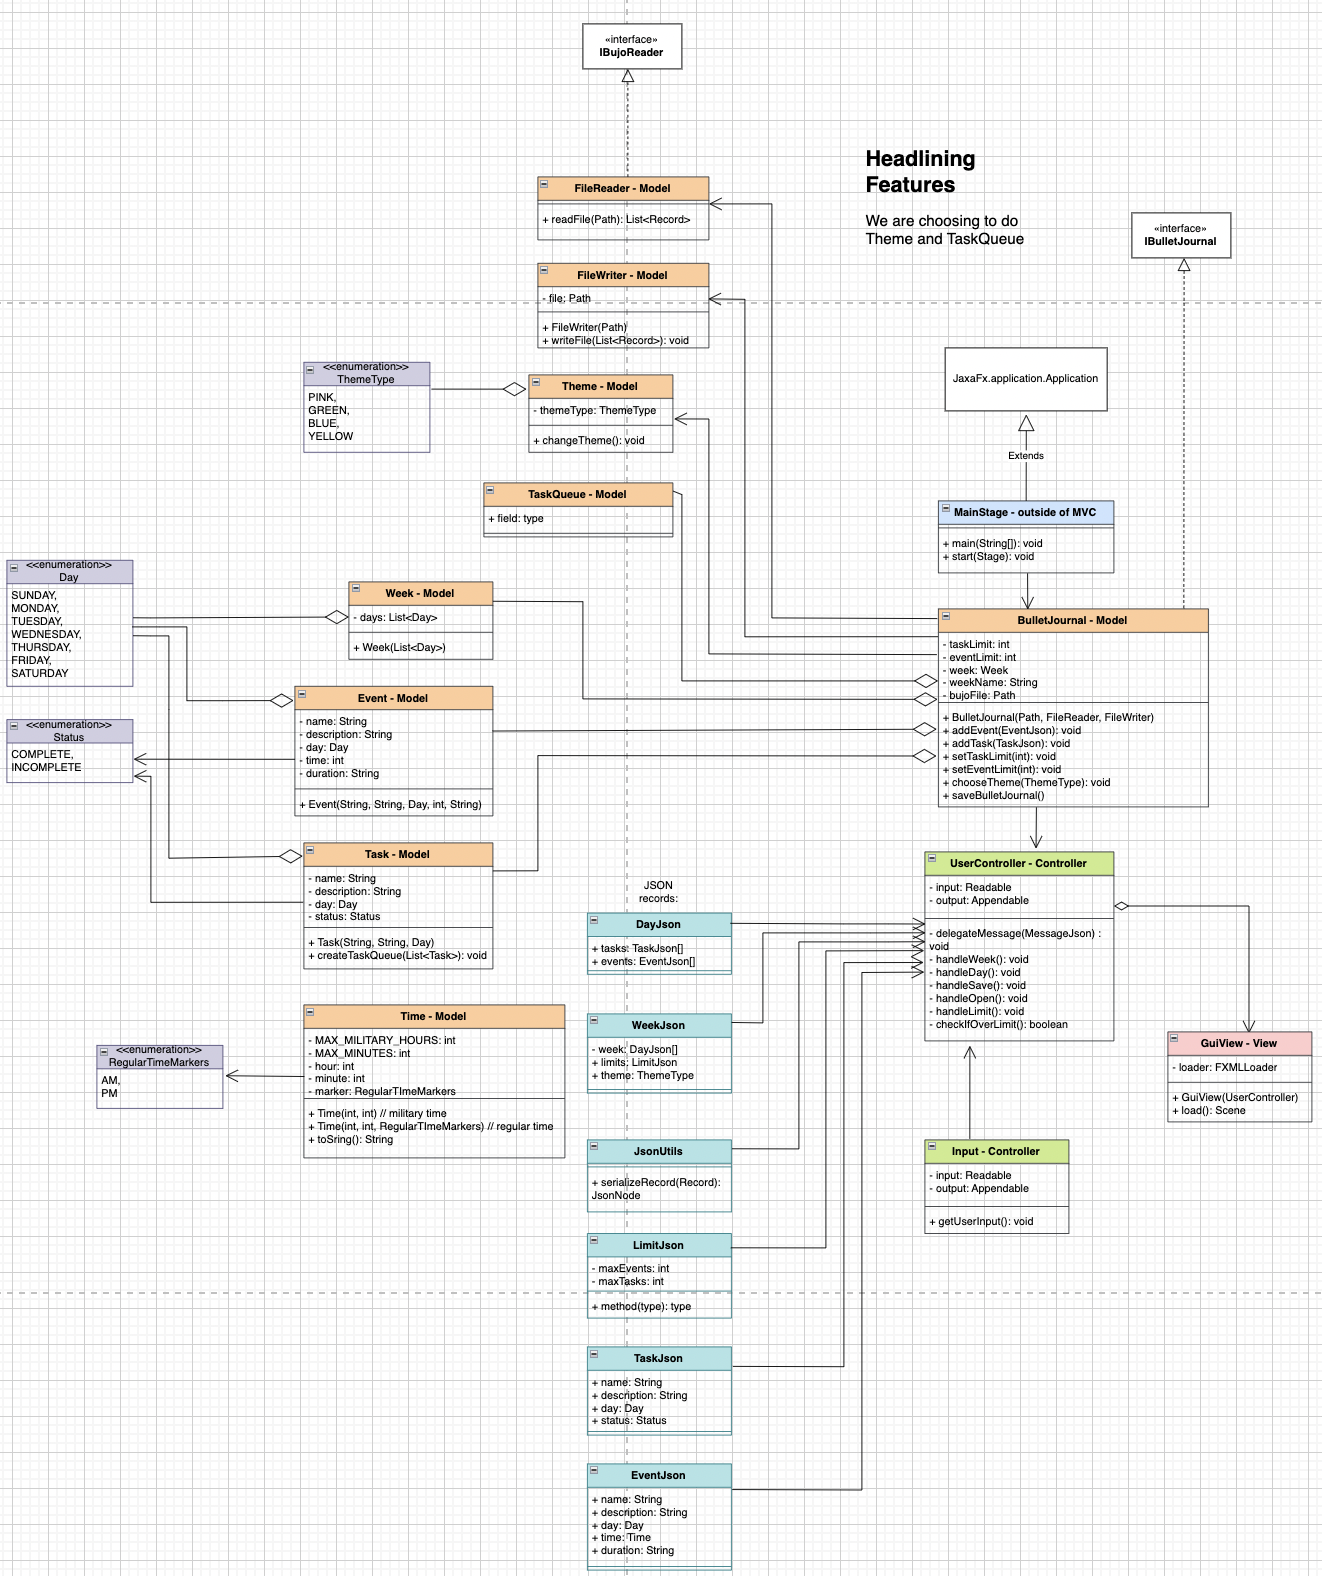 «interface»
IBujoReader
FileReader - Model
+ readFile(Path): List<Record>
Headlining
Features
We are choosing to do
Theme and TaskQueue
«interface»
IBulletJournal
FileWriter - Model
- file: Path
+ FileWriter(Path)
+ writeFile(List<Record>): void
<<enumeration>>
ThemeType
PINK,
GREEN,
BLUE,
YELLOW
Theme - Model
- themeType: ThemeType
+ changeTheme(): void
JaxaFx.application.Application
Extends
TaskQueue - Model
+ field: type
MainStage - outside of MVC
+ main(String[]): void
+ start(Stage): void
<<enumeration>>
Day
SUNDAY,
MONDAY,
TUESDAY,
WEDNESDAY,
THURSDAY,
FRIDAY,
SATURDAY
Week - Model
- days: List<Day>
+ Week(List<Day>)
BulletJournal - Model
- taskLimit: int
- eventLimit: int
- week: Week
- weekName: String
- bujoFile: Path
+ BulletJournal(Path, FileReader, FileWriter)
+ addEvent(EventJson): void
+ addTask(TaskJson): void
+ setTaskLimit(int): void
+ setEventLimit(int): void
+ chooseTheme(ThemeType): void
+ saveBulletJournal()
Event - Model
- name: String
- description: String
- day: Day
- time: int
- duration: String
+ Event(String, String, Day, int, String)
<<enumeration>>
Status
COMPLETE,
INCOMPLETE
Task - Model
- name: String
- description: String
- day: Day
- status: Status
+ Task(String, String, Day)
+ createTaskQueue(List<Task>): void
JSON
records:
DayJson
+ tasks: TaskJson[]
+ events: EventJson[]
UserController - Controller
- input: Readable
- output: Appendable
- delegateMessage(MessageJson) :
void
- handleWeek(): void
- handleDay(): void
- handleSave(): void
- handleOpen(): void
- handleLimit(): void
- checkIfOverLimit(): boolean
Time - Model
- MAX_MILITARY_HOURS: int
- MAX_MINUTES: int
- hour: int
- minute: int
- marker: RegularTImeMarkers
+ Time(int, int) // military time
+ Time(int, int, RegularTImeMarkers) // regular time
+ toSring(): String
<<enumeration>>
RegularTimeMarkers
AM,
PM
WeekJson
- week: DayJson[]
+ limits: LimitJson
+ theme: ThemeType
GuiView - View
- loader: FXMLLoader
+ GuiView(UserController)
+ load(): Scene
JsonUtils
+ serializeRecord(Record):
JsonNode
Input - Controller
- input: Readable
- output: Appendable
+ getUserInput(): void
LimitJson
- maxEvents: int
- maxTasks: int
+ method(type): type
TaskJson
+ name: String
+ description: String
+ day: Day
+ status: Status
EventJson
+ name: String
+ description: String
+ day: Day
+ time: Time
+ duration: String